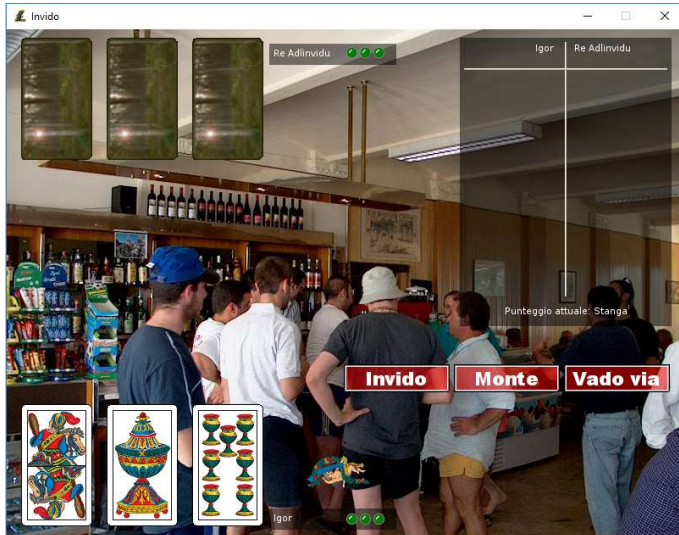 Invido
Re Adlinvidu
Igor
Re Adlinvidu
Punteggio attuale: Stanga
Invido
Monte
Vado via
Igor